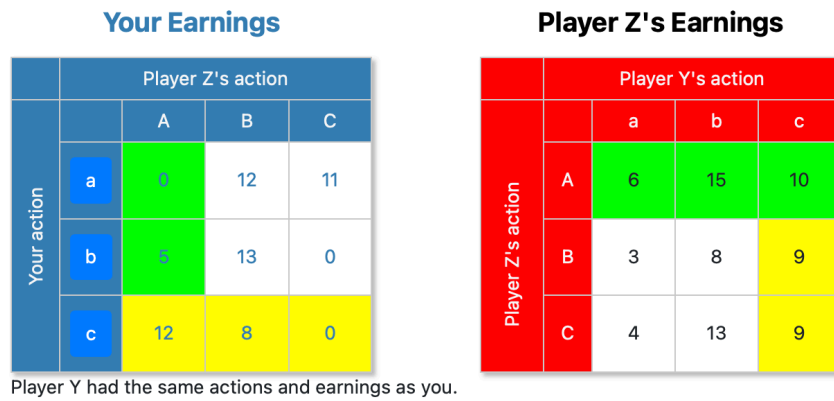 Your Earnings
Player Z's action
A B C
Your action
a 0 12 11
b 5 13 0
c 12 8 0
Player Y had the same actions and earnings as you.
Player Z's Earnings
Player Y's action
a b c
Player Z's action
A 6 15 10
B 3 8 9
C 4 13 9